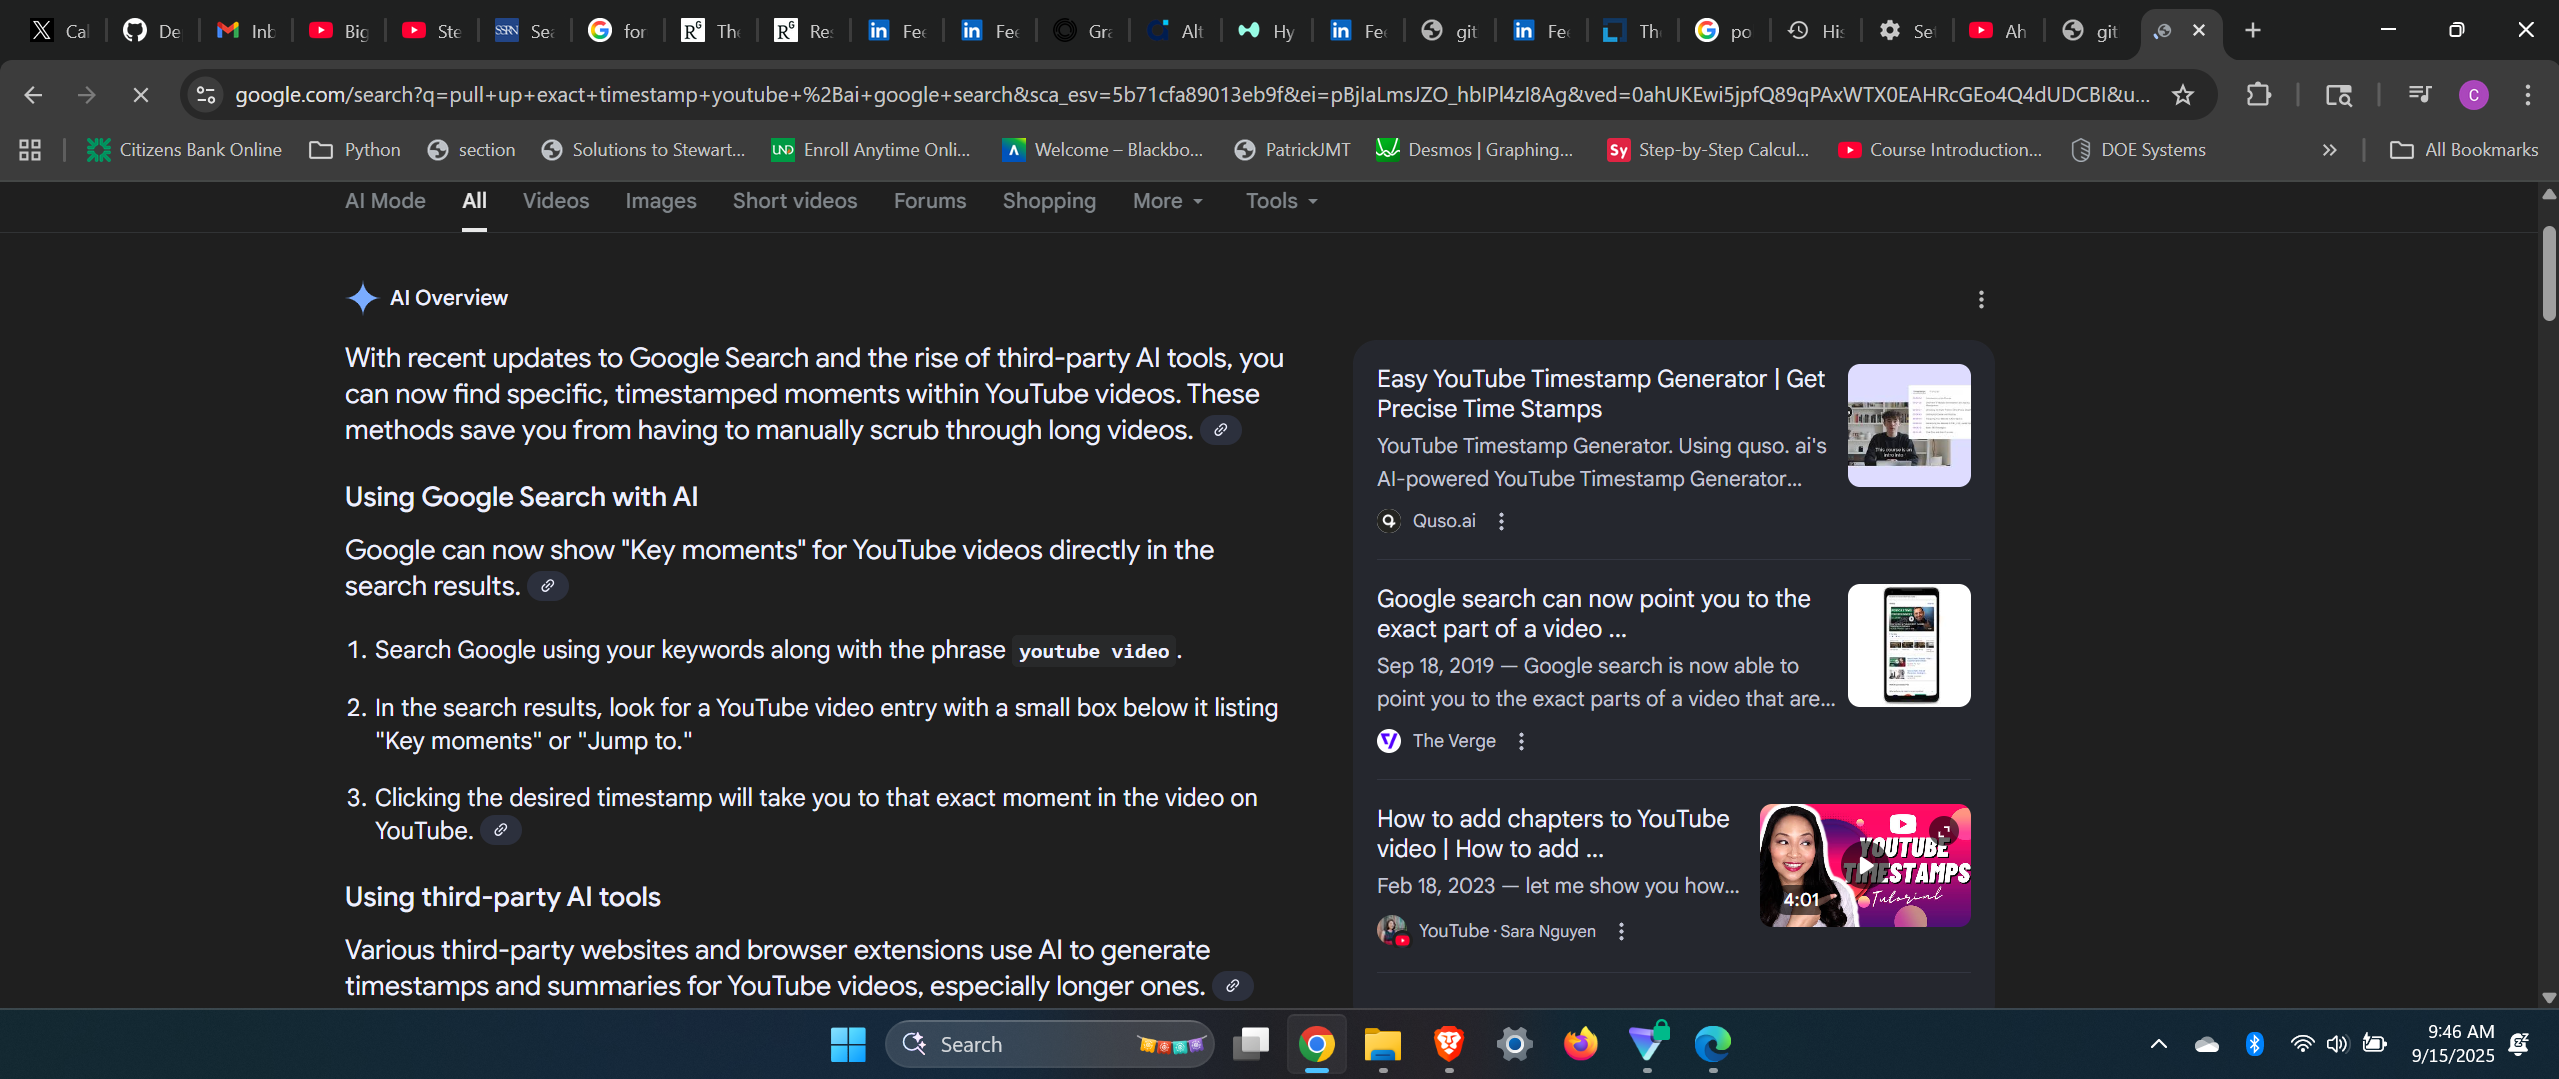 Cal
De
Inb
Big
Ste
SSRN Sea
for
Th
Res
Fee
Fee
Gra
Alt
Hy
Fee
git
Fee
Th
po
His
Set
Ah
git
google.com/search?q=pull+up+exact+timestamp+youtube+%2Bai+google+search&sca_esv=5b71cfa89013eb9f&ei=pBjIaLmsJZO_hbIPl4zI8Ag&ved=0ahUKEwi5jpfQ89qPAxWTX0EAHRcGEo4Q4dUDCBI&u...
C
Citizens Bank Online
Python
section
Solutions to Stewart...
UND Enroll Anytime Onli...
Welcome – Blackbo...
PatrickJMT
Desmos | Graphing...
Sy Step-by-Step Calcul...
Course Introduction...
DOE Systems
All Bookmarks
AI Mode
All
Videos
Images
Short videos
Forums
Shopping
More
Tools
AI Overview
With recent updates to Google Search and the rise of third-party AI tools, you
can now find specific, timestamped moments within YouTube videos. These
methods save you from having to manually scrub through long videos.
Using Google Search with AI
Google can now show "Key moments" for YouTube videos directly in the
search results.
1. Search Google using your keywords along with the phrase youtube video.
2. In the search results, look for a YouTube video entry with a small box below it listing
"Key moments" or "Jump to."
3. Clicking the desired timestamp will take you to that exact moment in the video on
YouTube.
Using third-party AI tools
Various third-party websites and browser extensions use AI to generate
timestamps and summaries for YouTube videos, especially longer ones.
Easy YouTube Timestamp Generator | Get
Precise Time Stamps
YouTube Timestamp Generator. Using quso. ai's
AI-powered YouTube Timestamp Generator...
Quso.ai
Google search can now point you to the
exact part of a video ...
Sep 18, 2019 — Google search is now able to
point you to the exact parts of a video that are...
The Verge
How to add chapters to YouTube
video | How to add ...
Feb 18, 2023 — let me show you how...
YouTube · Sara Nguyen
YOUTUBE
TIMESTAMPS
Tutorial
4:01
Search
9:46 AM
9/15/2025